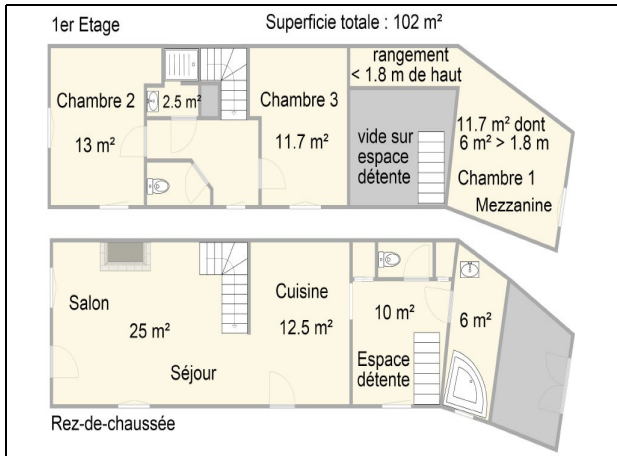 1er Etage
Superficie totale : 102 m²
rangement
< 1.8 m de haut
Chambre 2
13 m²
2.5 m²
Chambre 3
11.7 m²
vide sur
espace
détente
11.7 m² dont
6 m² > 1.8 m
Chambre 1
Mezzanine
Salon
25 m²
Séjour
Cuisine
12.5 m²
10 m²
Espace
détente
6 m²
Rez-de-chaussée